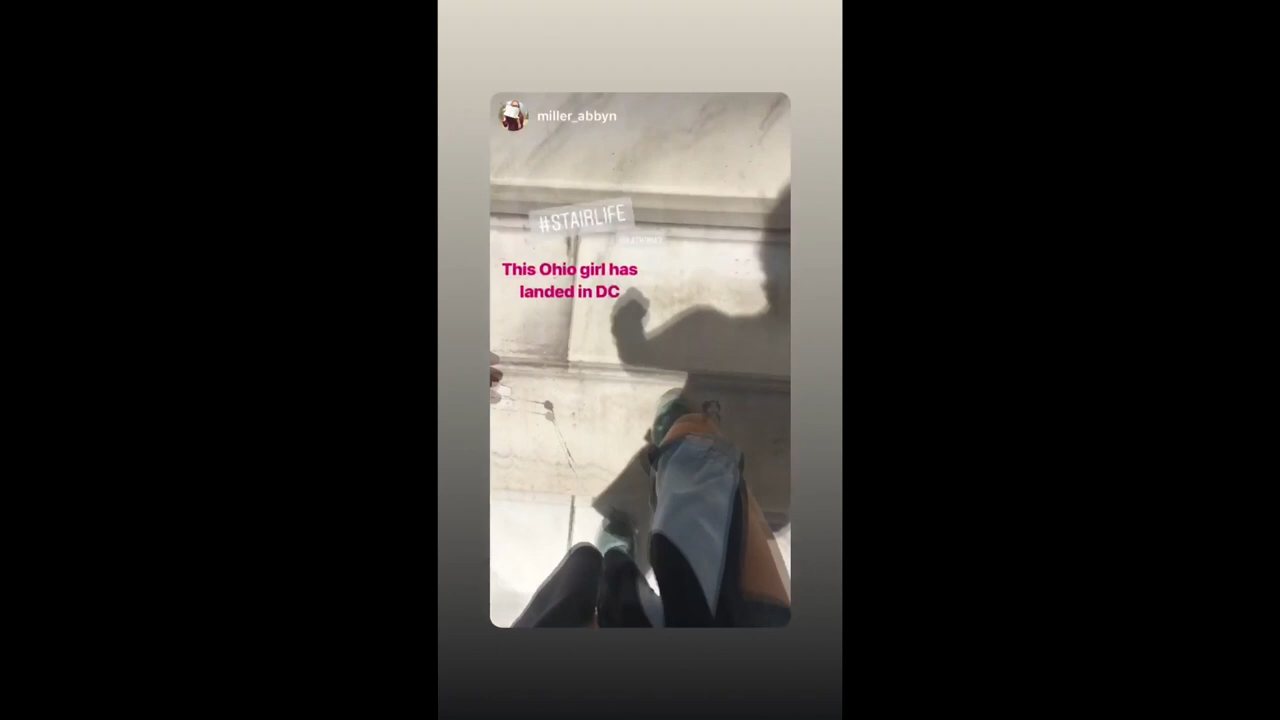 miller_abbyn
#STAIRLIFE
This Ohio girl has
landed in DC